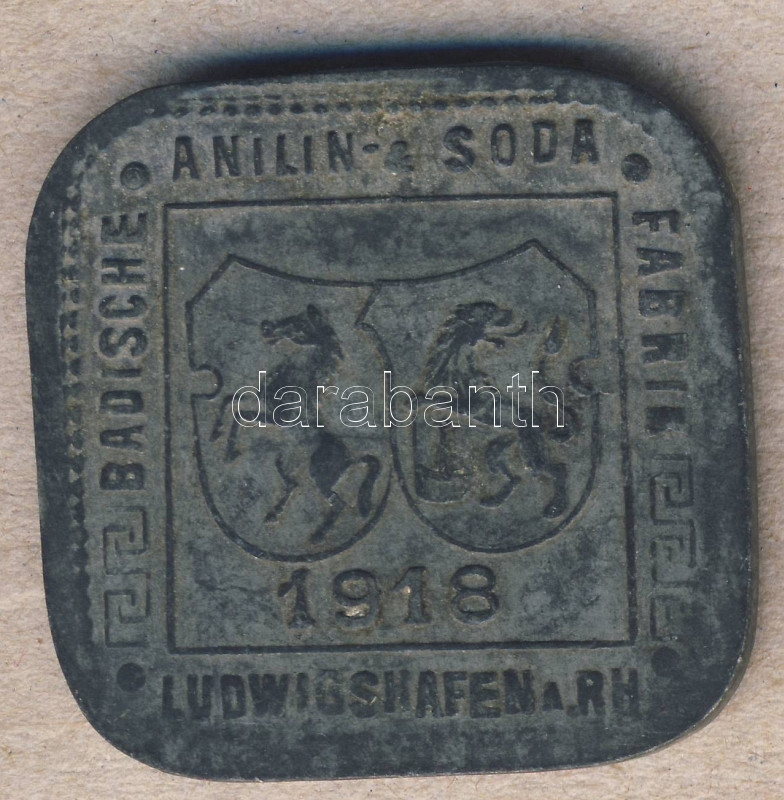 BADISCHE
ANILIN- & SODA
FABRIK
1918
LUDWIGSHAFEN A. RH
darabanth